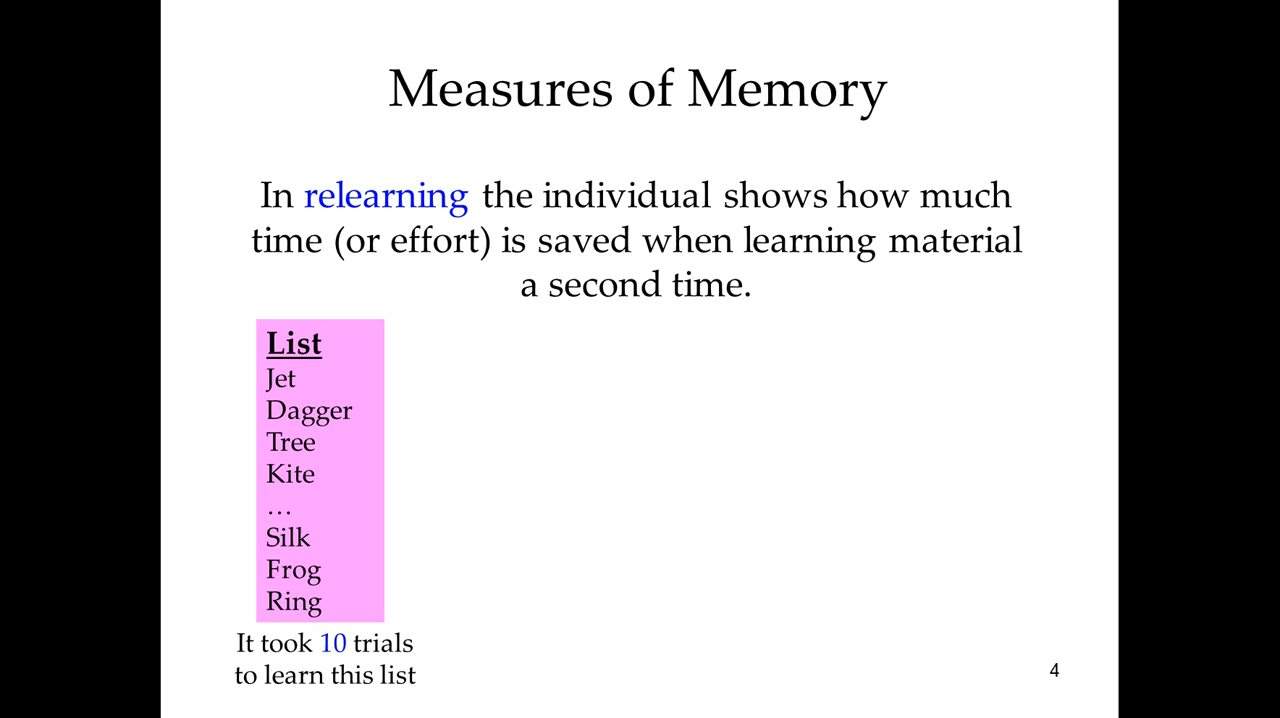 Measures of Memory
In relearning the individual shows how much
time (or effort) is saved when learning material
a second time.
List
Jet
Dagger
Tree
Kite
…
Silk
Frog
Ring
It took 10 trials
to learn this list
4